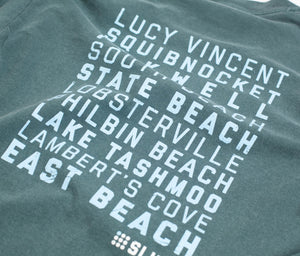 LUCY VINCENT
SQUIBNOCKET
STATE BEACH
LOBSTERVILLE
PHILBIN BEACH
LAKE TASHMOO
LAMBERT'S COVE
EAST BEACH